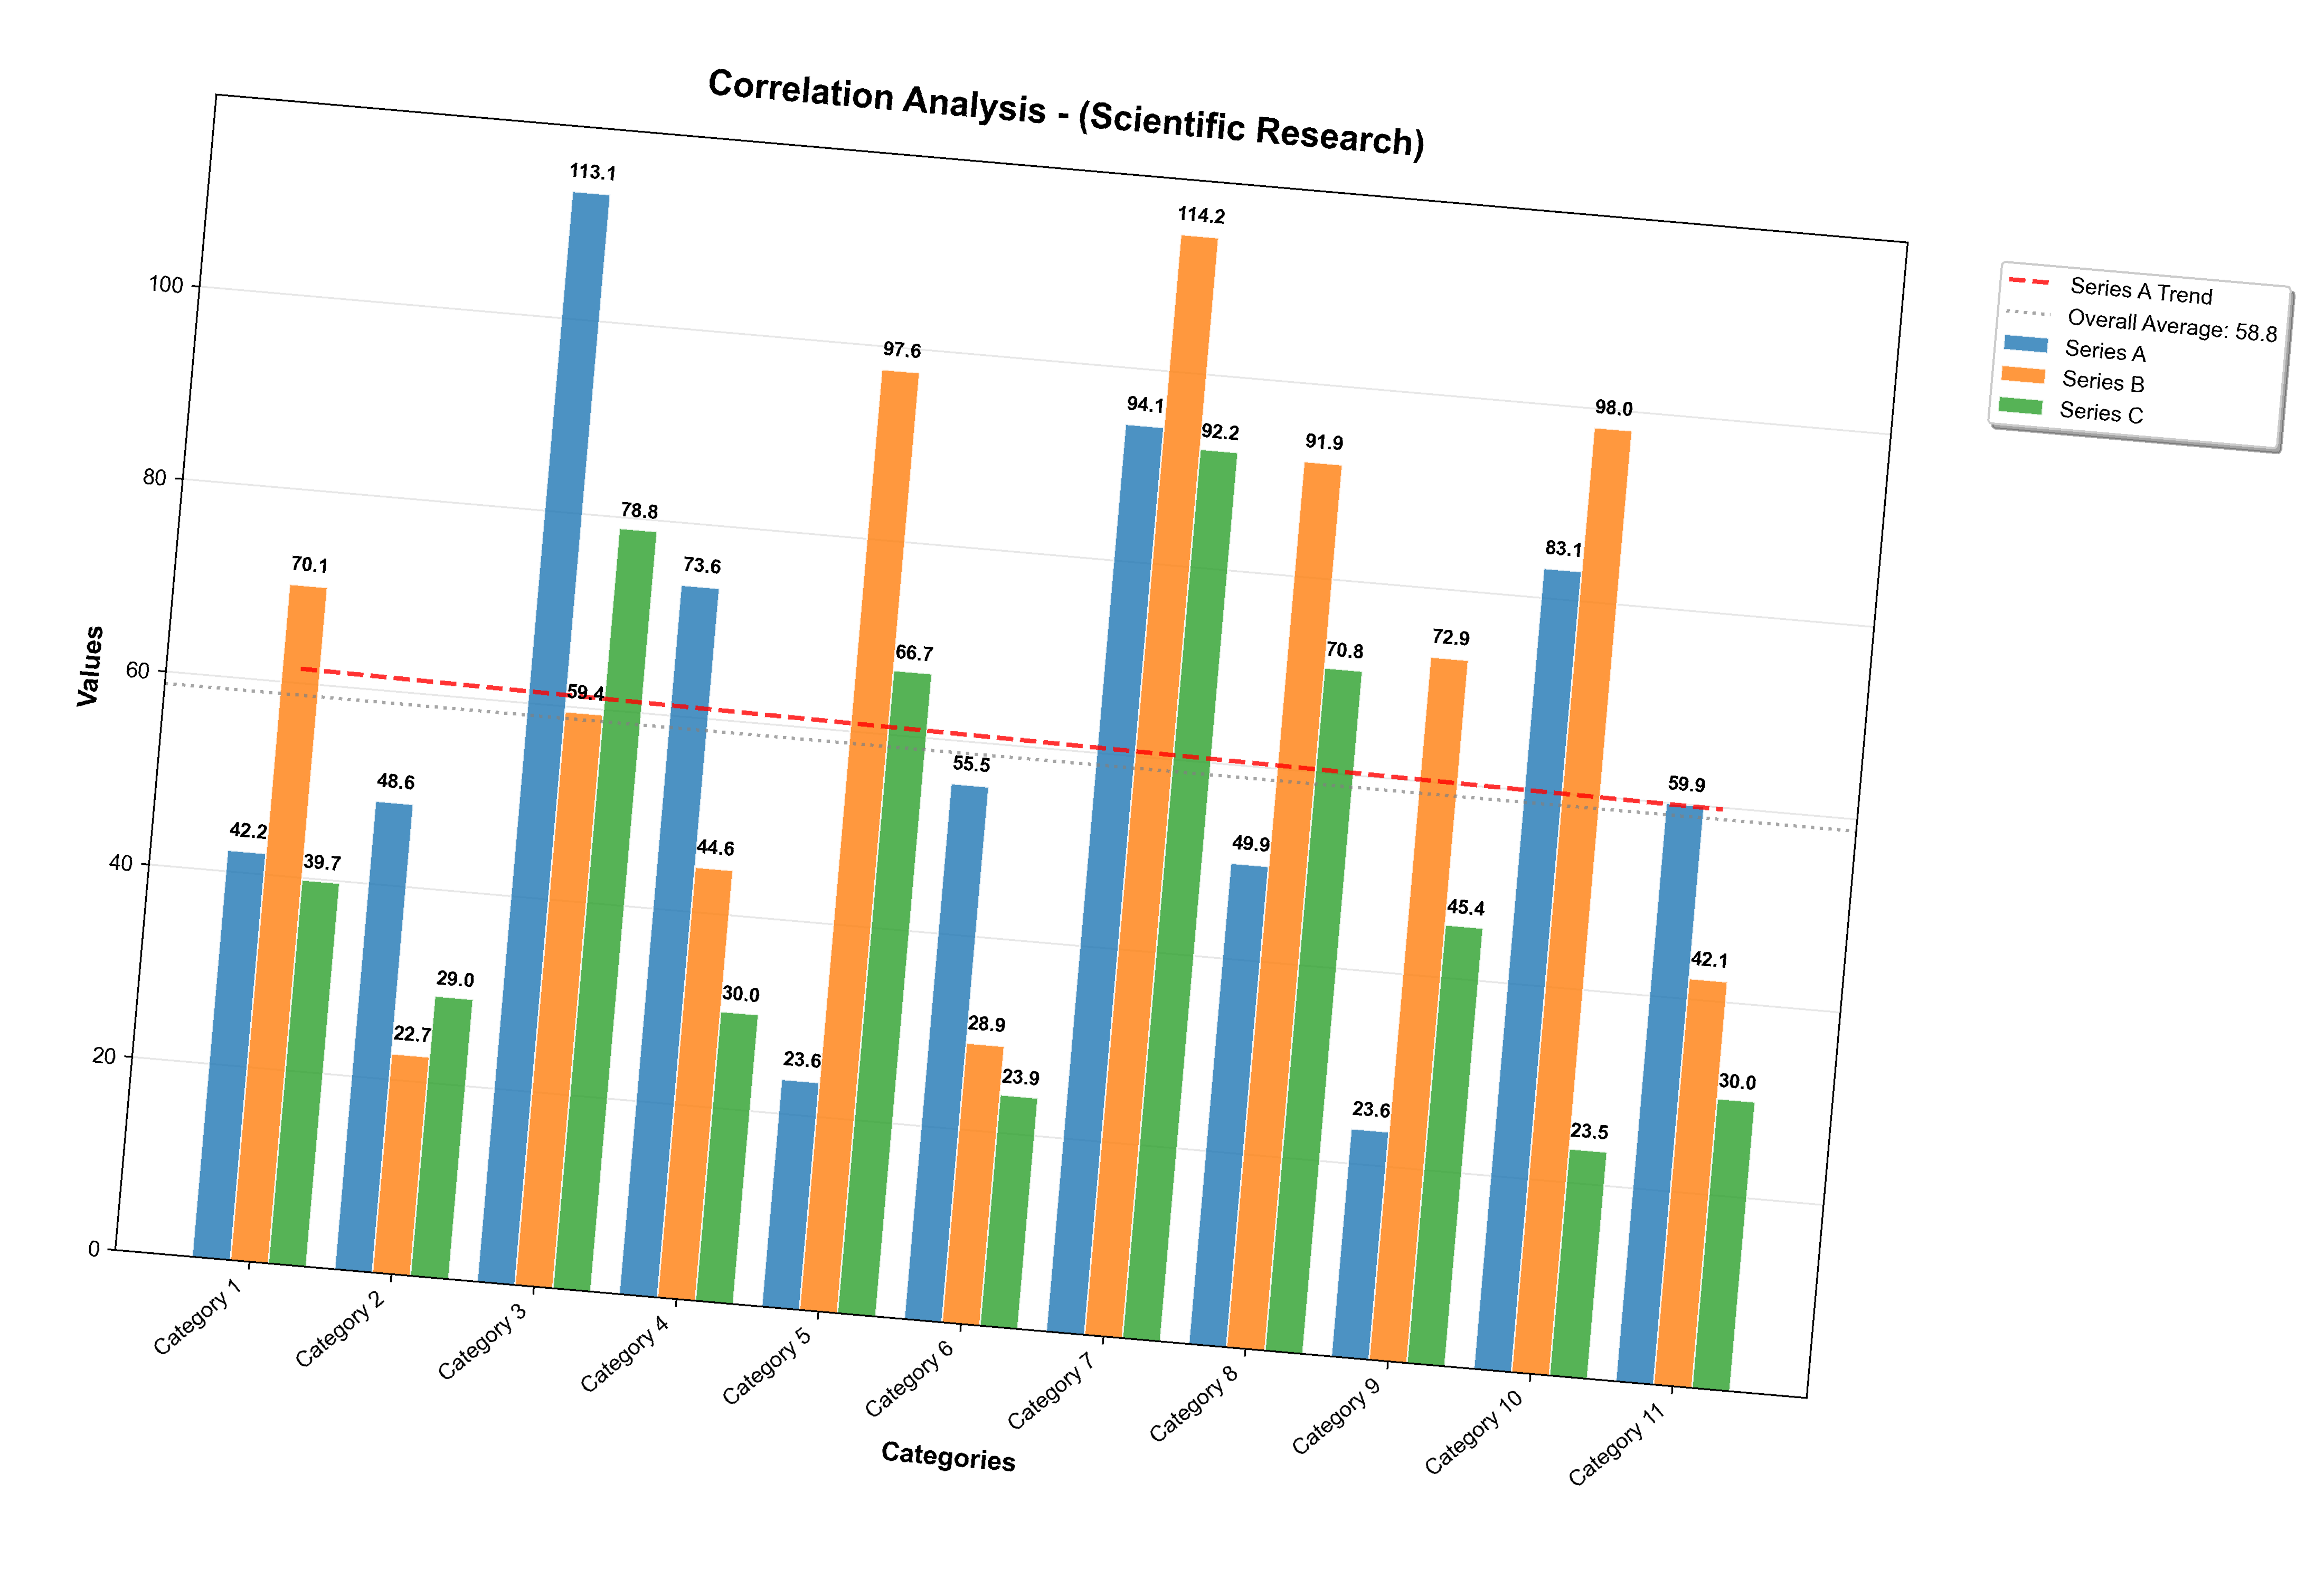 Correlation Analysis - (Scientific Research)
Values
100
80
60
40
20
0
113.1
114.2
97.6
94.1
92.2
91.9
98.0
78.8
73.6
70.1
83.1
66.7
70.8
72.9
59.4
55.5
59.9
48.6
42.2
39.7
44.6
49.9
45.4
42.1
29.0
22.7
30.0
23.6
28.9
23.9
23.6
23.5
30.0
Category 1
Category 2
Category 3
Category 4
Category 5
Category 6
Category 7
Category 8
Category 9
Category 10
Category 11
Categories
Series A Trend
Overall Average: 58.8
Series A
Series B
Series C